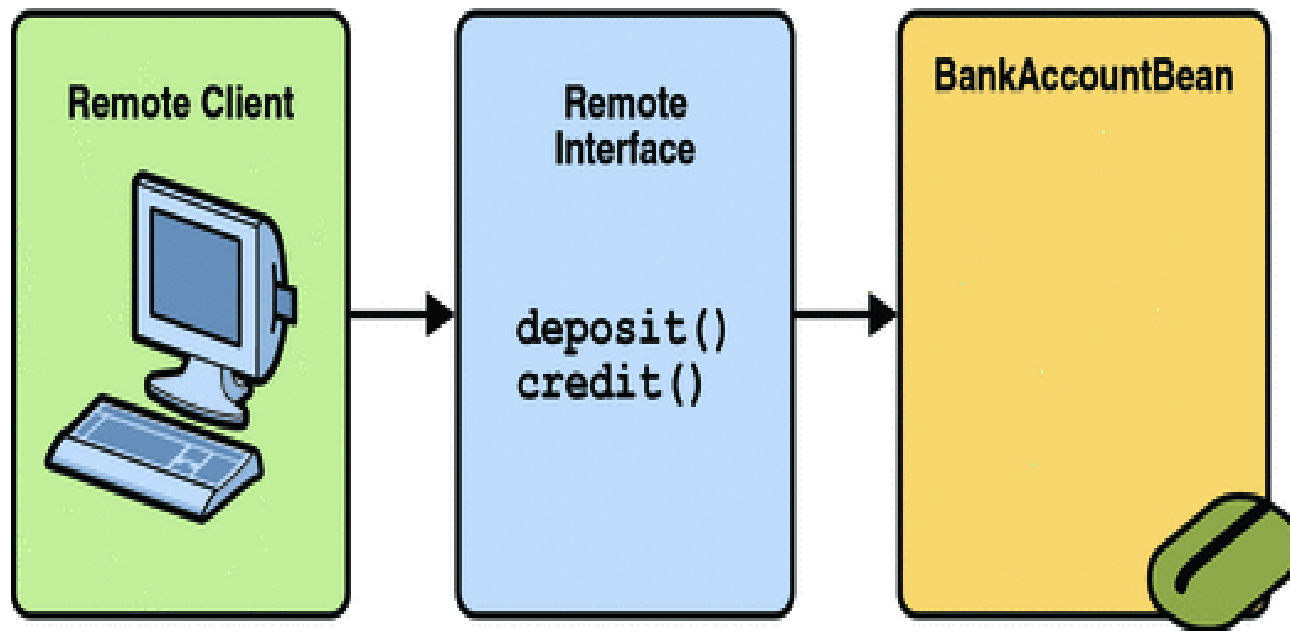 Remote Client
Remote
Interface
deposit()
credit()
BankAccountBean